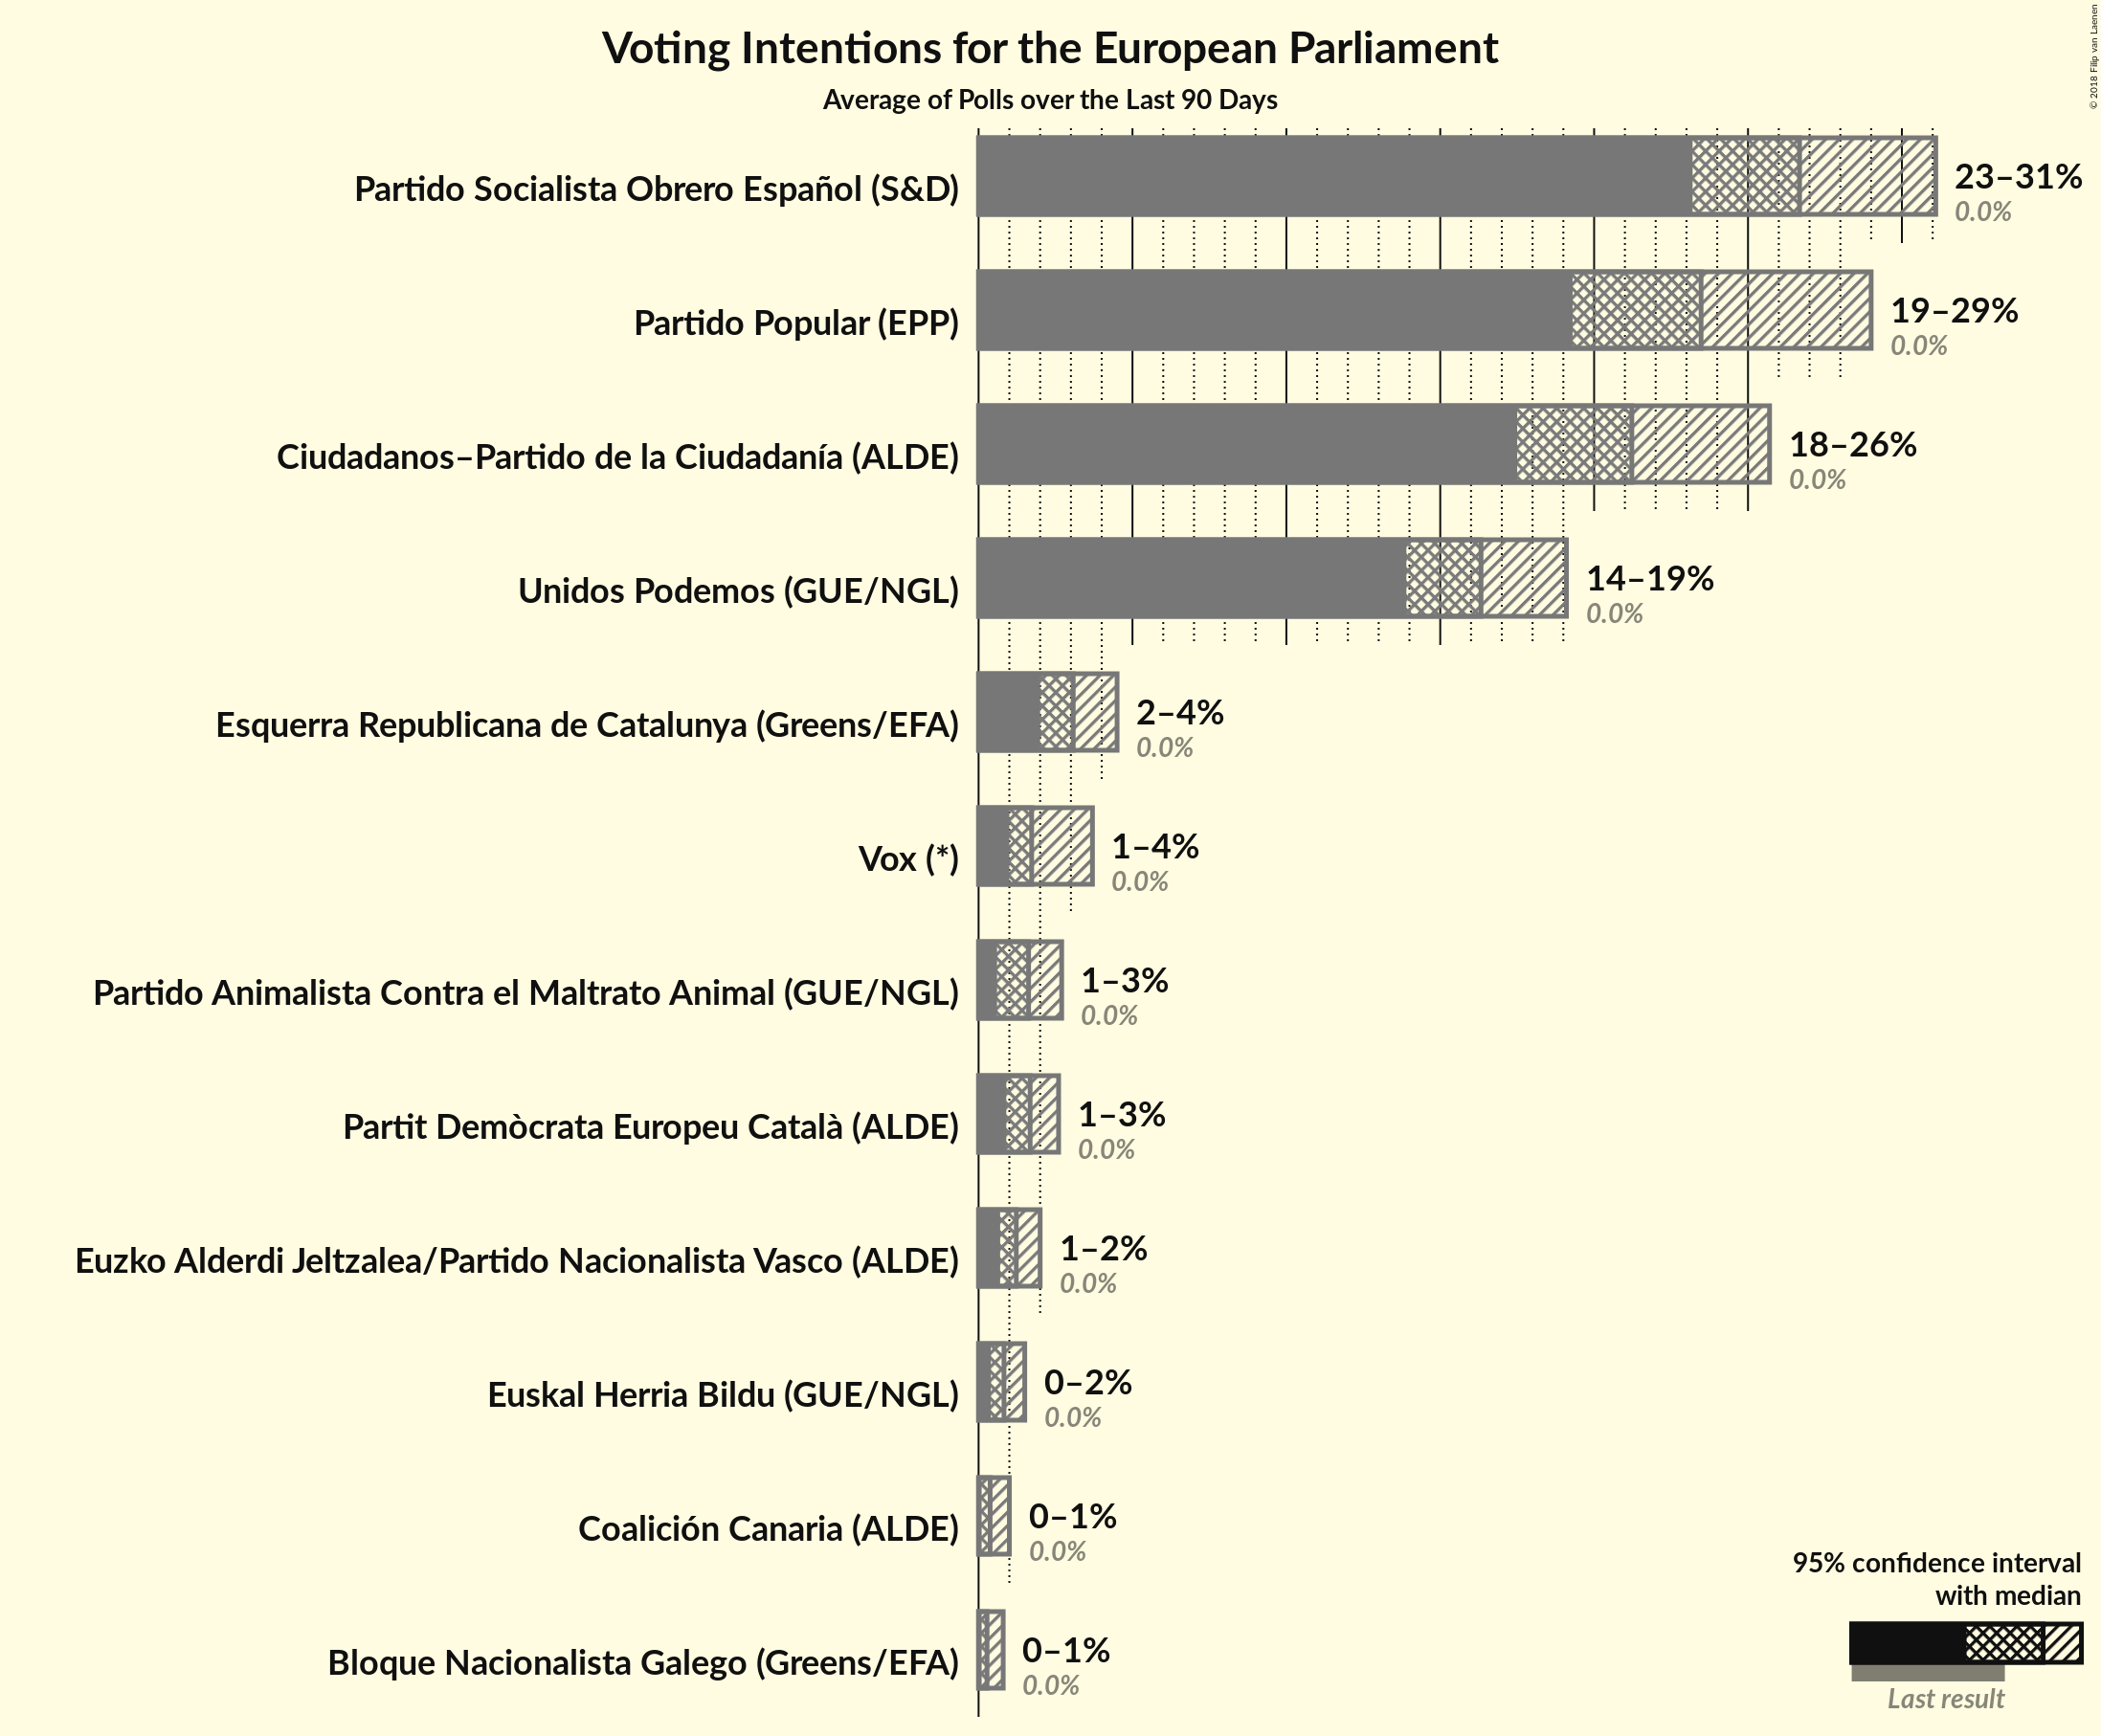 Voting Intentions for the European Parliament
Average of Polls over the Last 90 Days
© 2018 Filip van Laenen
Partido Socialista Obrero Español (S&D)
23–31%
0.0%
Partido Popular (EPP)
19–29%
0.0%
Ciudadanos–Partido de la Ciudadanía (ALDE)
18–26%
0.0%
Unidos Podemos (GUE/NGL)
14–19%
0.0%
Esquerra Republicana de Catalunya (Greens/EFA)
2–4%
0.0%
Vox (*)
1–4%
0.0%
Partido Animalista Contra el Maltrato Animal (GUE/NGL)
1–3%
0.0%
Partit Demòcrata Europeu Català (ALDE)
1–3%
0.0%
Euzko Alderdi Jeltzalea/Partido Nacionalista Vasco (ALDE)
1–2%
0.0%
Euskal Herria Bildu (GUE/NGL)
0–2%
0.0%
Coalición Canaria (ALDE)
0–1%
0.0%
Bloque Nacionalista Galego (Greens/EFA)
0–1%
0.0%
95% confidence interval
with median
Last result